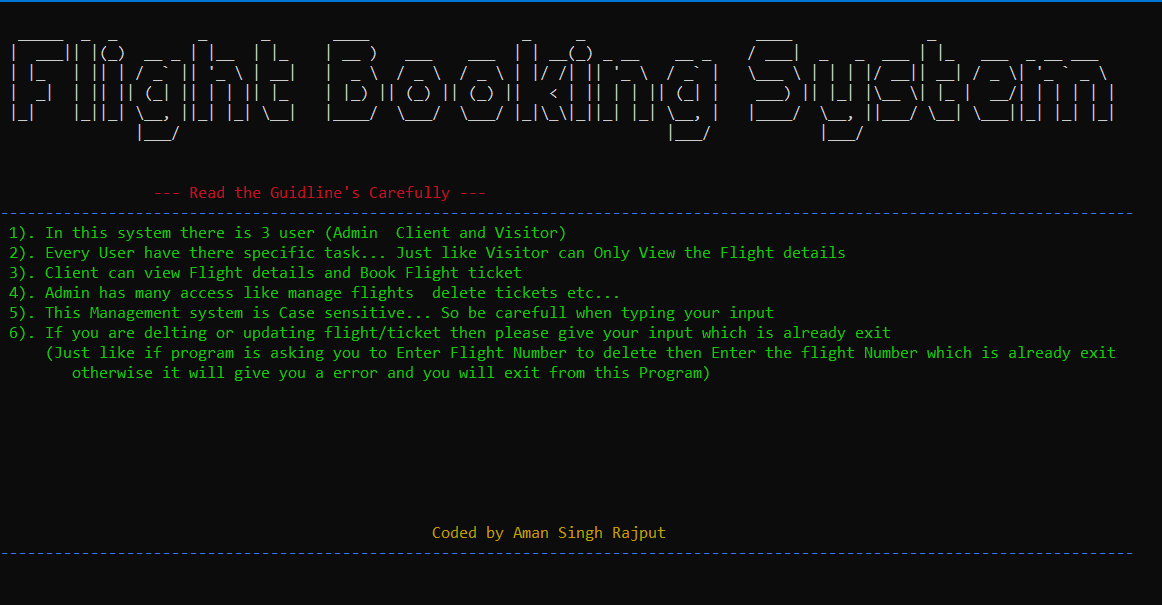 Flight Booking System
--- Read the Guidline's Carefully ---
1). In this system there is 3 user (Admin  Client and Visitor)
2). Every User have there specific task... Just like Visitor can Only View the Flight details
3). Client can view Flight details and Book Flight ticket
4). Admin has many access like manage flights  delete tickets etc...
5). This Management system is Case sensitive... So be carefull when typing your input
6). If you are delting or updating flight/ticket then please give your input which is already exit
(Just like if program is asking you to Enter Flight Number to delete then Enter the flight Number which is already exit
otherwise it will give you a error and you will exit from this Program)
Coded by Aman Singh Rajput